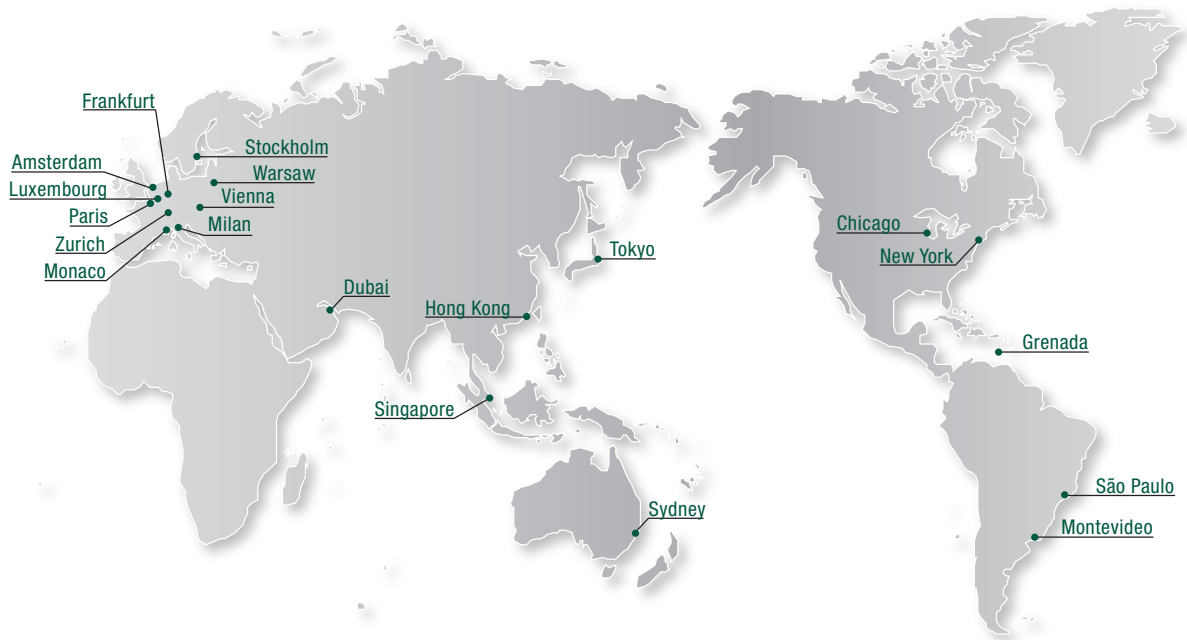 Frankfurt
Stockholm
Amsterdam
Warsaw
Luxembourg
Vienna
Paris
Milan
Zurich
Monaco
Tokyo
Dubai
Hong Kong
Singapore
Sydney
Chicago
New York
Grenada
São Paulo
Montevideo